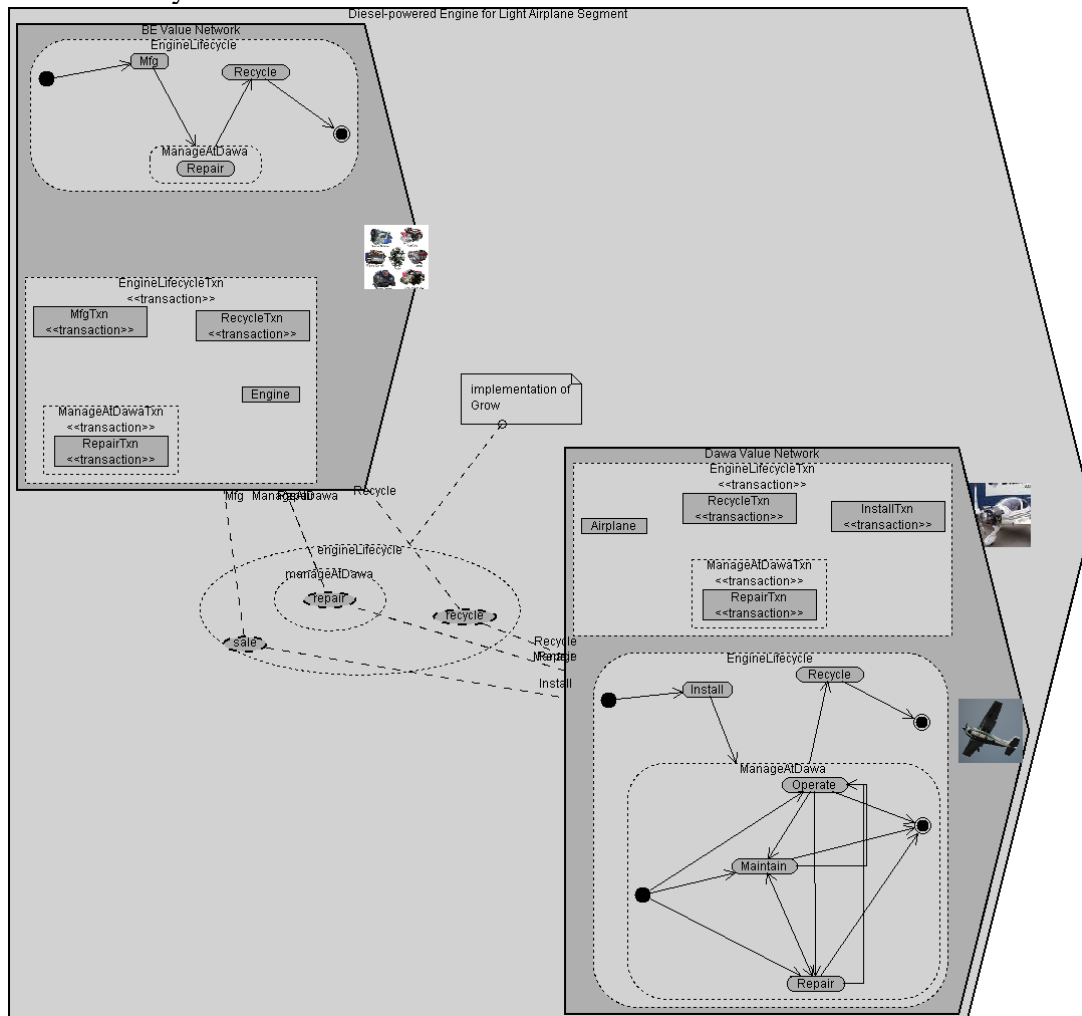 Diesel-powered Engine for Light Airplane Segment
BE Value Network
EngineLifecycle
Mfg
Recycle
ManageAtDawa
Repair
EngineLifecycleTxn
<<transaction>>
MfgTxn
<<transaction>>
RecycleTxn
<<transaction>>
Engine
ManageAtDawaTxn
<<transaction>>
RepairTxn
<<transaction>>
implementation of
Grow
Mfg
Recycle
engineLifecycle
manageAtDawa
repair
recycle
sale
Recycle
Install
Dawa Value Network
EngineLifecycleTxn
<<transaction>>
RecycleTxn
<<transaction>>
InstallTxn
<<transaction>>
Airplane
ManageAtDawaTxn
<<transaction>>
RepairTxn
<<transaction>>
EngineLifecycle
Recycle
Install
ManageAtDawa
Operate
Maintain
Repair